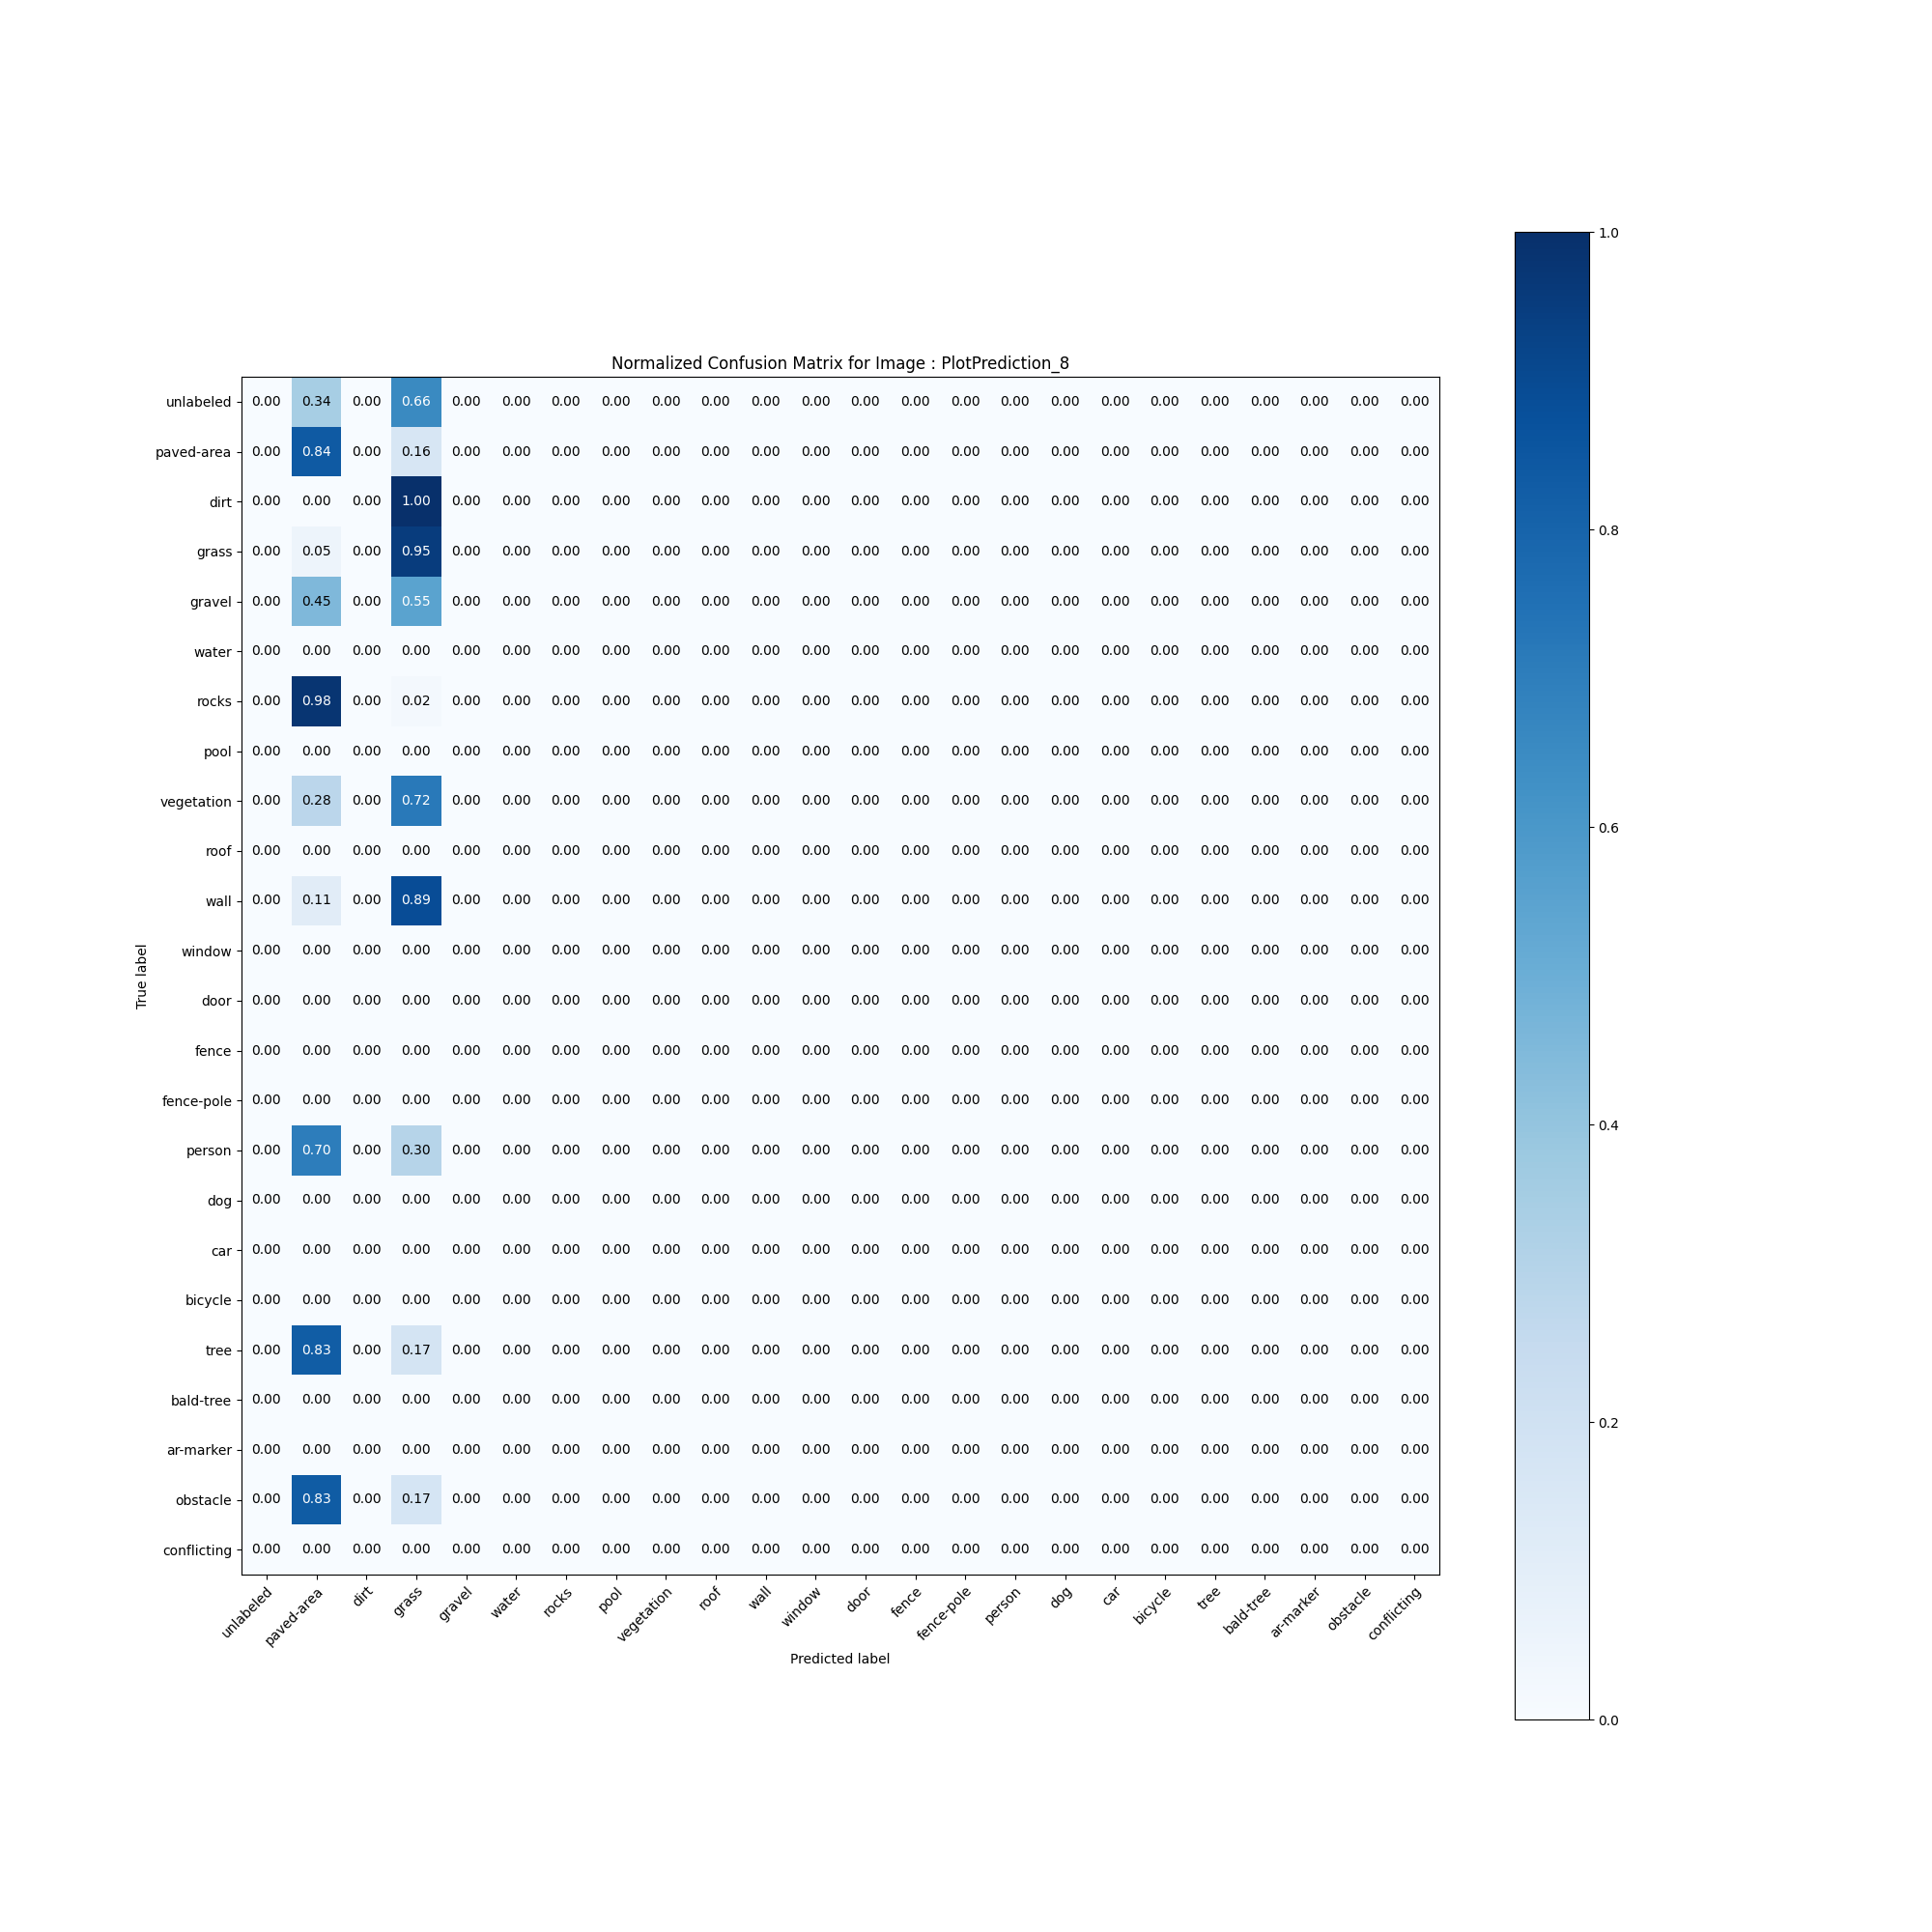 Normalized Confusion Matrix for Image : PlotPrediction_8
unlabeled 0.00 0.34 0.00 0.66 0.00 0.00 0.00 0.00 0.00 0.00 0.00 0.00 0.00 0.00 0.00 0.00 0.00 0.00 0.00 0.00 0.00 0.00 0.00 0.00
paved-area 0.00 0.84 0.00 0.16 0.00 0.00 0.00 0.00 0.00 0.00 0.00 0.00 0.00 0.00 0.00 0.00 0.00 0.00 0.00 0.00 0.00 0.00 0.00 0.00
dirt 0.00 0.00 0.00 1.00 0.00 0.00 0.00 0.00 0.00 0.00 0.00 0.00 0.00 0.00 0.00 0.00 0.00 0.00 0.00 0.00 0.00 0.00 0.00 0.00
grass 0.00 0.05 0.00 0.95 0.00 0.00 0.00 0.00 0.00 0.00 0.00 0.00 0.00 0.00 0.00 0.00 0.00 0.00 0.00 0.00 0.00 0.00 0.00 0.00
gravel 0.00 0.45 0.00 0.55 0.00 0.00 0.00 0.00 0.00 0.00 0.00 0.00 0.00 0.00 0.00 0.00 0.00 0.00 0.00 0.00 0.00 0.00 0.00 0.00
water 0.00 0.00 0.00 0.00 0.00 0.00 0.00 0.00 0.00 0.00 0.00 0.00 0.00 0.00 0.00 0.00 0.00 0.00 0.00 0.00 0.00 0.00 0.00 0.00
rocks 0.00 0.98 0.00 0.02 0.00 0.00 0.00 0.00 0.00 0.00 0.00 0.00 0.00 0.00 0.00 0.00 0.00 0.00 0.00 0.00 0.00 0.00 0.00 0.00
pool 0.00 0.00 0.00 0.00 0.00 0.00 0.00 0.00 0.00 0.00 0.00 0.00 0.00 0.00 0.00 0.00 0.00 0.00 0.00 0.00 0.00 0.00 0.00 0.00
vegetation 0.00 0.28 0.00 0.72 0.00 0.00 0.00 0.00 0.00 0.00 0.00 0.00 0.00 0.00 0.00 0.00 0.00 0.00 0.00 0.00 0.00 0.00 0.00 0.00
roof 0.00 0.00 0.00 0.00 0.00 0.00 0.00 0.00 0.00 0.00 0.00 0.00 0.00 0.00 0.00 0.00 0.00 0.00 0.00 0.00 0.00 0.00 0.00 0.00
wall 0.00 0.11 0.00 0.89 0.00 0.00 0.00 0.00 0.00 0.00 0.00 0.00 0.00 0.00 0.00 0.00 0.00 0.00 0.00 0.00 0.00 0.00 0.00 0.00
window 0.00 0.00 0.00 0.00 0.00 0.00 0.00 0.00 0.00 0.00 0.00 0.00 0.00 0.00 0.00 0.00 0.00 0.00 0.00 0.00 0.00 0.00 0.00 0.00
door 0.00 0.00 0.00 0.00 0.00 0.00 0.00 0.00 0.00 0.00 0.00 0.00 0.00 0.00 0.00 0.00 0.00 0.00 0.00 0.00 0.00 0.00 0.00 0.00
fence 0.00 0.00 0.00 0.00 0.00 0.00 0.00 0.00 0.00 0.00 0.00 0.00 0.00 0.00 0.00 0.00 0.00 0.00 0.00 0.00 0.00 0.00 0.00 0.00
fence-pole 0.00 0.00 0.00 0.00 0.00 0.00 0.00 0.00 0.00 0.00 0.00 0.00 0.00 0.00 0.00 0.00 0.00 0.00 0.00 0.00 0.00 0.00 0.00 0.00
person 0.00 0.70 0.00 0.30 0.00 0.00 0.00 0.00 0.00 0.00 0.00 0.00 0.00 0.00 0.00 0.00 0.00 0.00 0.00 0.00 0.00 0.00 0.00 0.00
dog 0.00 0.00 0.00 0.00 0.00 0.00 0.00 0.00 0.00 0.00 0.00 0.00 0.00 0.00 0.00 0.00 0.00 0.00 0.00 0.00 0.00 0.00 0.00 0.00
car 0.00 0.00 0.00 0.00 0.00 0.00 0.00 0.00 0.00 0.00 0.00 0.00 0.00 0.00 0.00 0.00 0.00 0.00 0.00 0.00 0.00 0.00 0.00 0.00
bicycle 0.00 0.00 0.00 0.00 0.00 0.00 0.00 0.00 0.00 0.00 0.00 0.00 0.00 0.00 0.00 0.00 0.00 0.00 0.00 0.00 0.00 0.00 0.00 0.00
tree 0.00 0.83 0.00 0.17 0.00 0.00 0.00 0.00 0.00 0.00 0.00 0.00 0.00 0.00 0.00 0.00 0.00 0.00 0.00 0.00 0.00 0.00 0.00 0.00
bald-tree 0.00 0.00 0.00 0.00 0.00 0.00 0.00 0.00 0.00 0.00 0.00 0.00 0.00 0.00 0.00 0.00 0.00 0.00 0.00 0.00 0.00 0.00 0.00 0.00
ar-marker 0.00 0.00 0.00 0.00 0.00 0.00 0.00 0.00 0.00 0.00 0.00 0.00 0.00 0.00 0.00 0.00 0.00 0.00 0.00 0.00 0.00 0.00 0.00 0.00
obstacle 0.00 0.83 0.00 0.17 0.00 0.00 0.00 0.00 0.00 0.00 0.00 0.00 0.00 0.00 0.00 0.00 0.00 0.00 0.00 0.00 0.00 0.00 0.00 0.00
conflicting 0.00 0.00 0.00 0.00 0.00 0.00 0.00 0.00 0.00 0.00 0.00 0.00 0.00 0.00 0.00 0.00 0.00 0.00 0.00 0.00 0.00 0.00 0.00 0.00
unlabeled paved-area dirt grass gravel water rocks pool vegetation roof wall window door fence fence-pole person dog car bicycle tree bald-tree ar-marker obstacle conflicting
Predicted label
True label
1.0
0.8
0.6
0.4
0.2
0.0